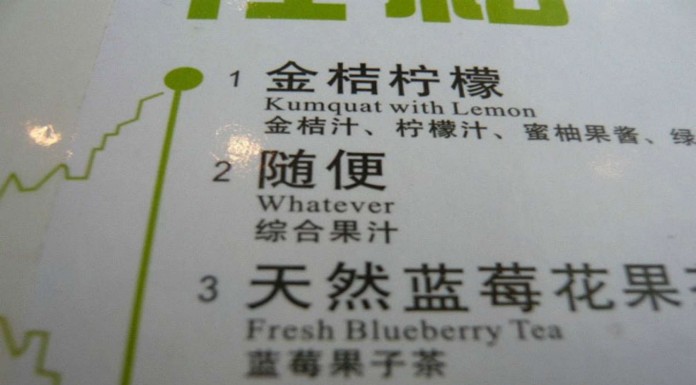 1 金桔柠檬
Kumquat with Lemon
金桔汁、柠檬汁、蜜柚果酱、绿
2 随便
Whatever
综合果汁
3 天然蓝莓花果
Fresh Blueberry Tea
蓝莓果子茶